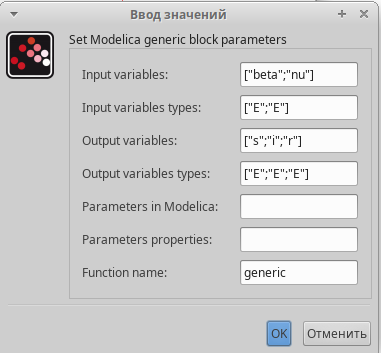 Ввод значений
Set Modelica generic block parameters
Input variables: ["beta";"nu"]
Input variables types: ["E";"E"]
Output variables: ["s";"i";"r"]
Output variables types: ["E";"E";"E"]
Parameters in Modelica:
Parameters properties:
Function name: generic
OK Отменить